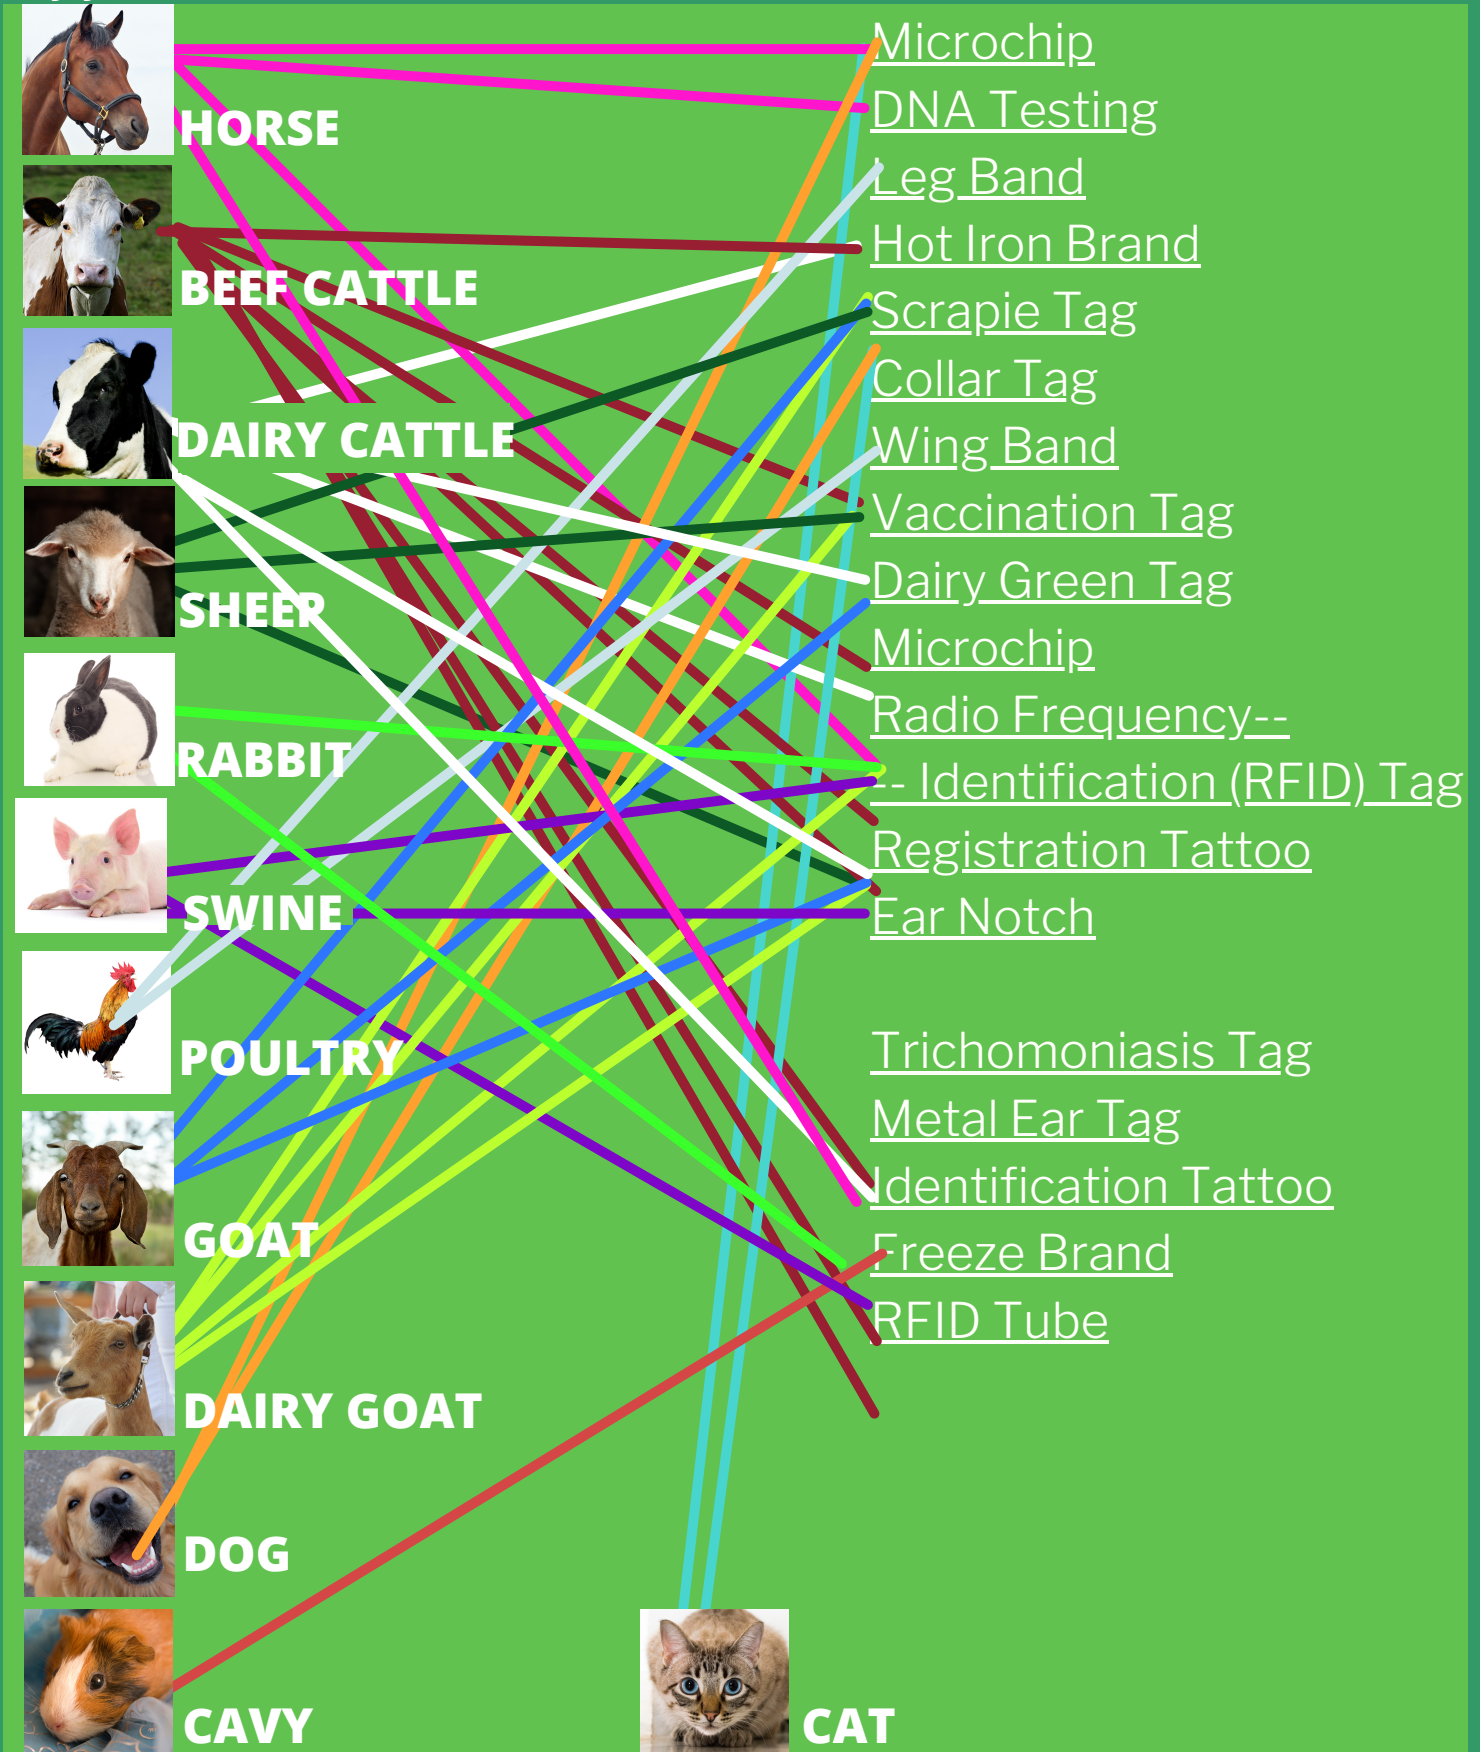 HORSE
BEEF CATTLE
DAIRY CATTLE
SHEEP
RABBIT
SWINE
POULTRY
GOAT
DAIRY GOAT
DOG
CAVY
CAT
Microchip
DNA Testing
Leg Band
Hot Iron Brand
Scrapie Tag
Collar Tag
Wing Band
Vaccination Tag
Dairy Green Tag
Microchip
Radio Frequency--
-- Identification (RFID) Tag
Registration Tattoo
Ear Notch
Trichomoniasis Tag
Metal Ear Tag
Identification Tattoo
Freeze Brand
RFID Tube